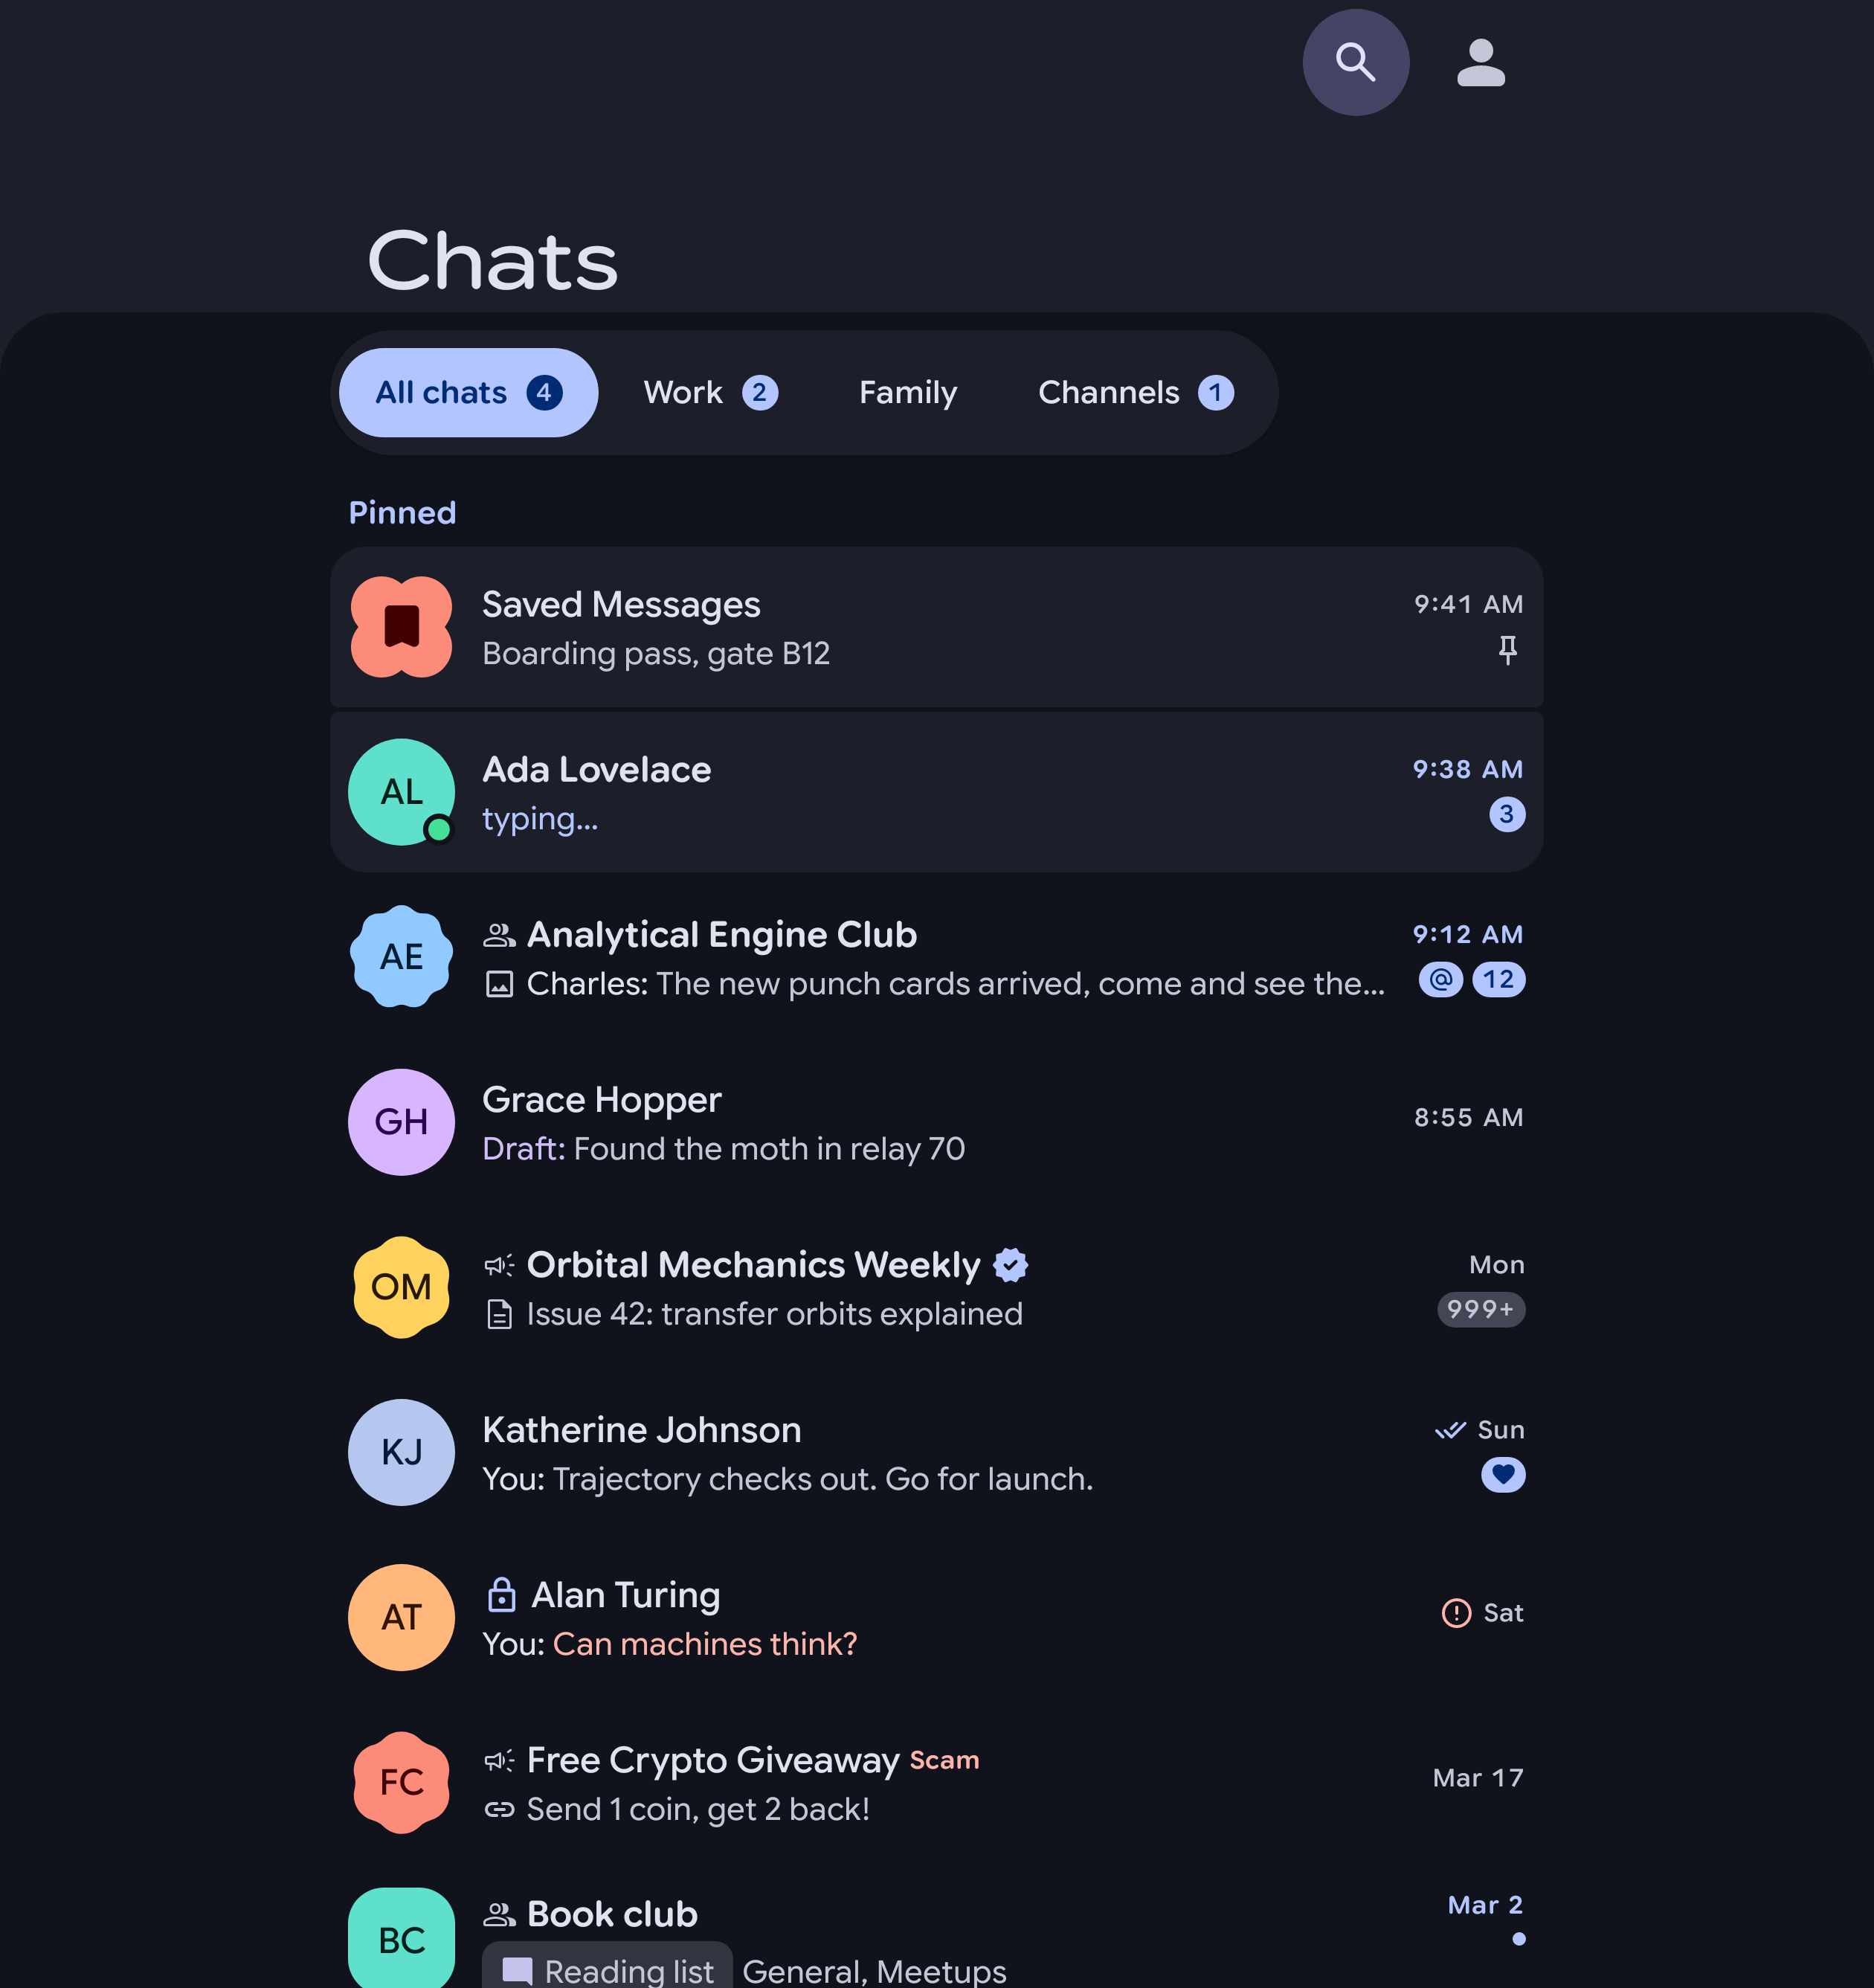 Chats
All chats 4 Work 2 Family Channels 1
Pinned
Saved Messages 9:41 AM
Boarding pass, gate B12
AL Ada Lovelace 9:38 AM
typing... 3
AE Analytical Engine Club 9:12 AM
Charles: The new punch cards arrived, come and see the... @ 12
GH Grace Hopper 8:55 AM
Draft: Found the moth in relay 70
OM Orbital Mechanics Weekly Mon
Issue 42: transfer orbits explained 999+
KJ Katherine Johnson Sun
You: Trajectory checks out. Go for launch.
AT Alan Turing Sat
You: Can machines think?
FC Free Crypto Giveaway Scam Mar 17
Send 1 coin, get 2 back!
BC Book club Mar 2
Reading list General, Meetups